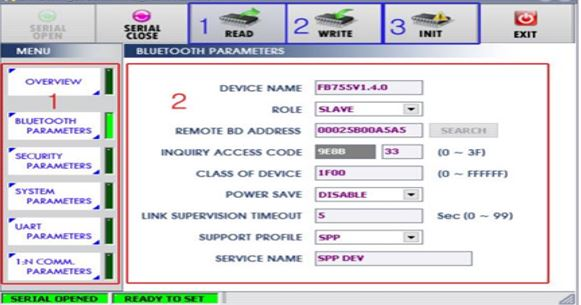 SERIAL OPEN
SERIAL CLOSE
1 READ
2 WRITE
3 INIT
EXIT
MENU
BLUETOOTH PARAMETERS
1
OVERVIEW
BLUETOOTH
PARAMETERS
SECURITY
PARAMETERS
SYSTEM
PARAMETERS
UART
PARAMETERS
1:N COMM.
PARAMETERS
2
DEVICE NAME FB755V1.4.0
ROLE SLAVE
REMOTE BD ADDRESS 00025B00A5A5 SEARCH
INQUIRY ACCESS CODE 9E8B 33 (0 ~ 3F)
CLASS OF DEVICE 1F00 (0 ~ FFFFFF)
POWER SAVE DISABLE
LINK SUPERVISION TIMEOUT 5 Sec (0 ~ 99)
SUPPORT PROFILE SPP
SERVICE NAME SPP DEV
SERIAL OPENED READY TO SET